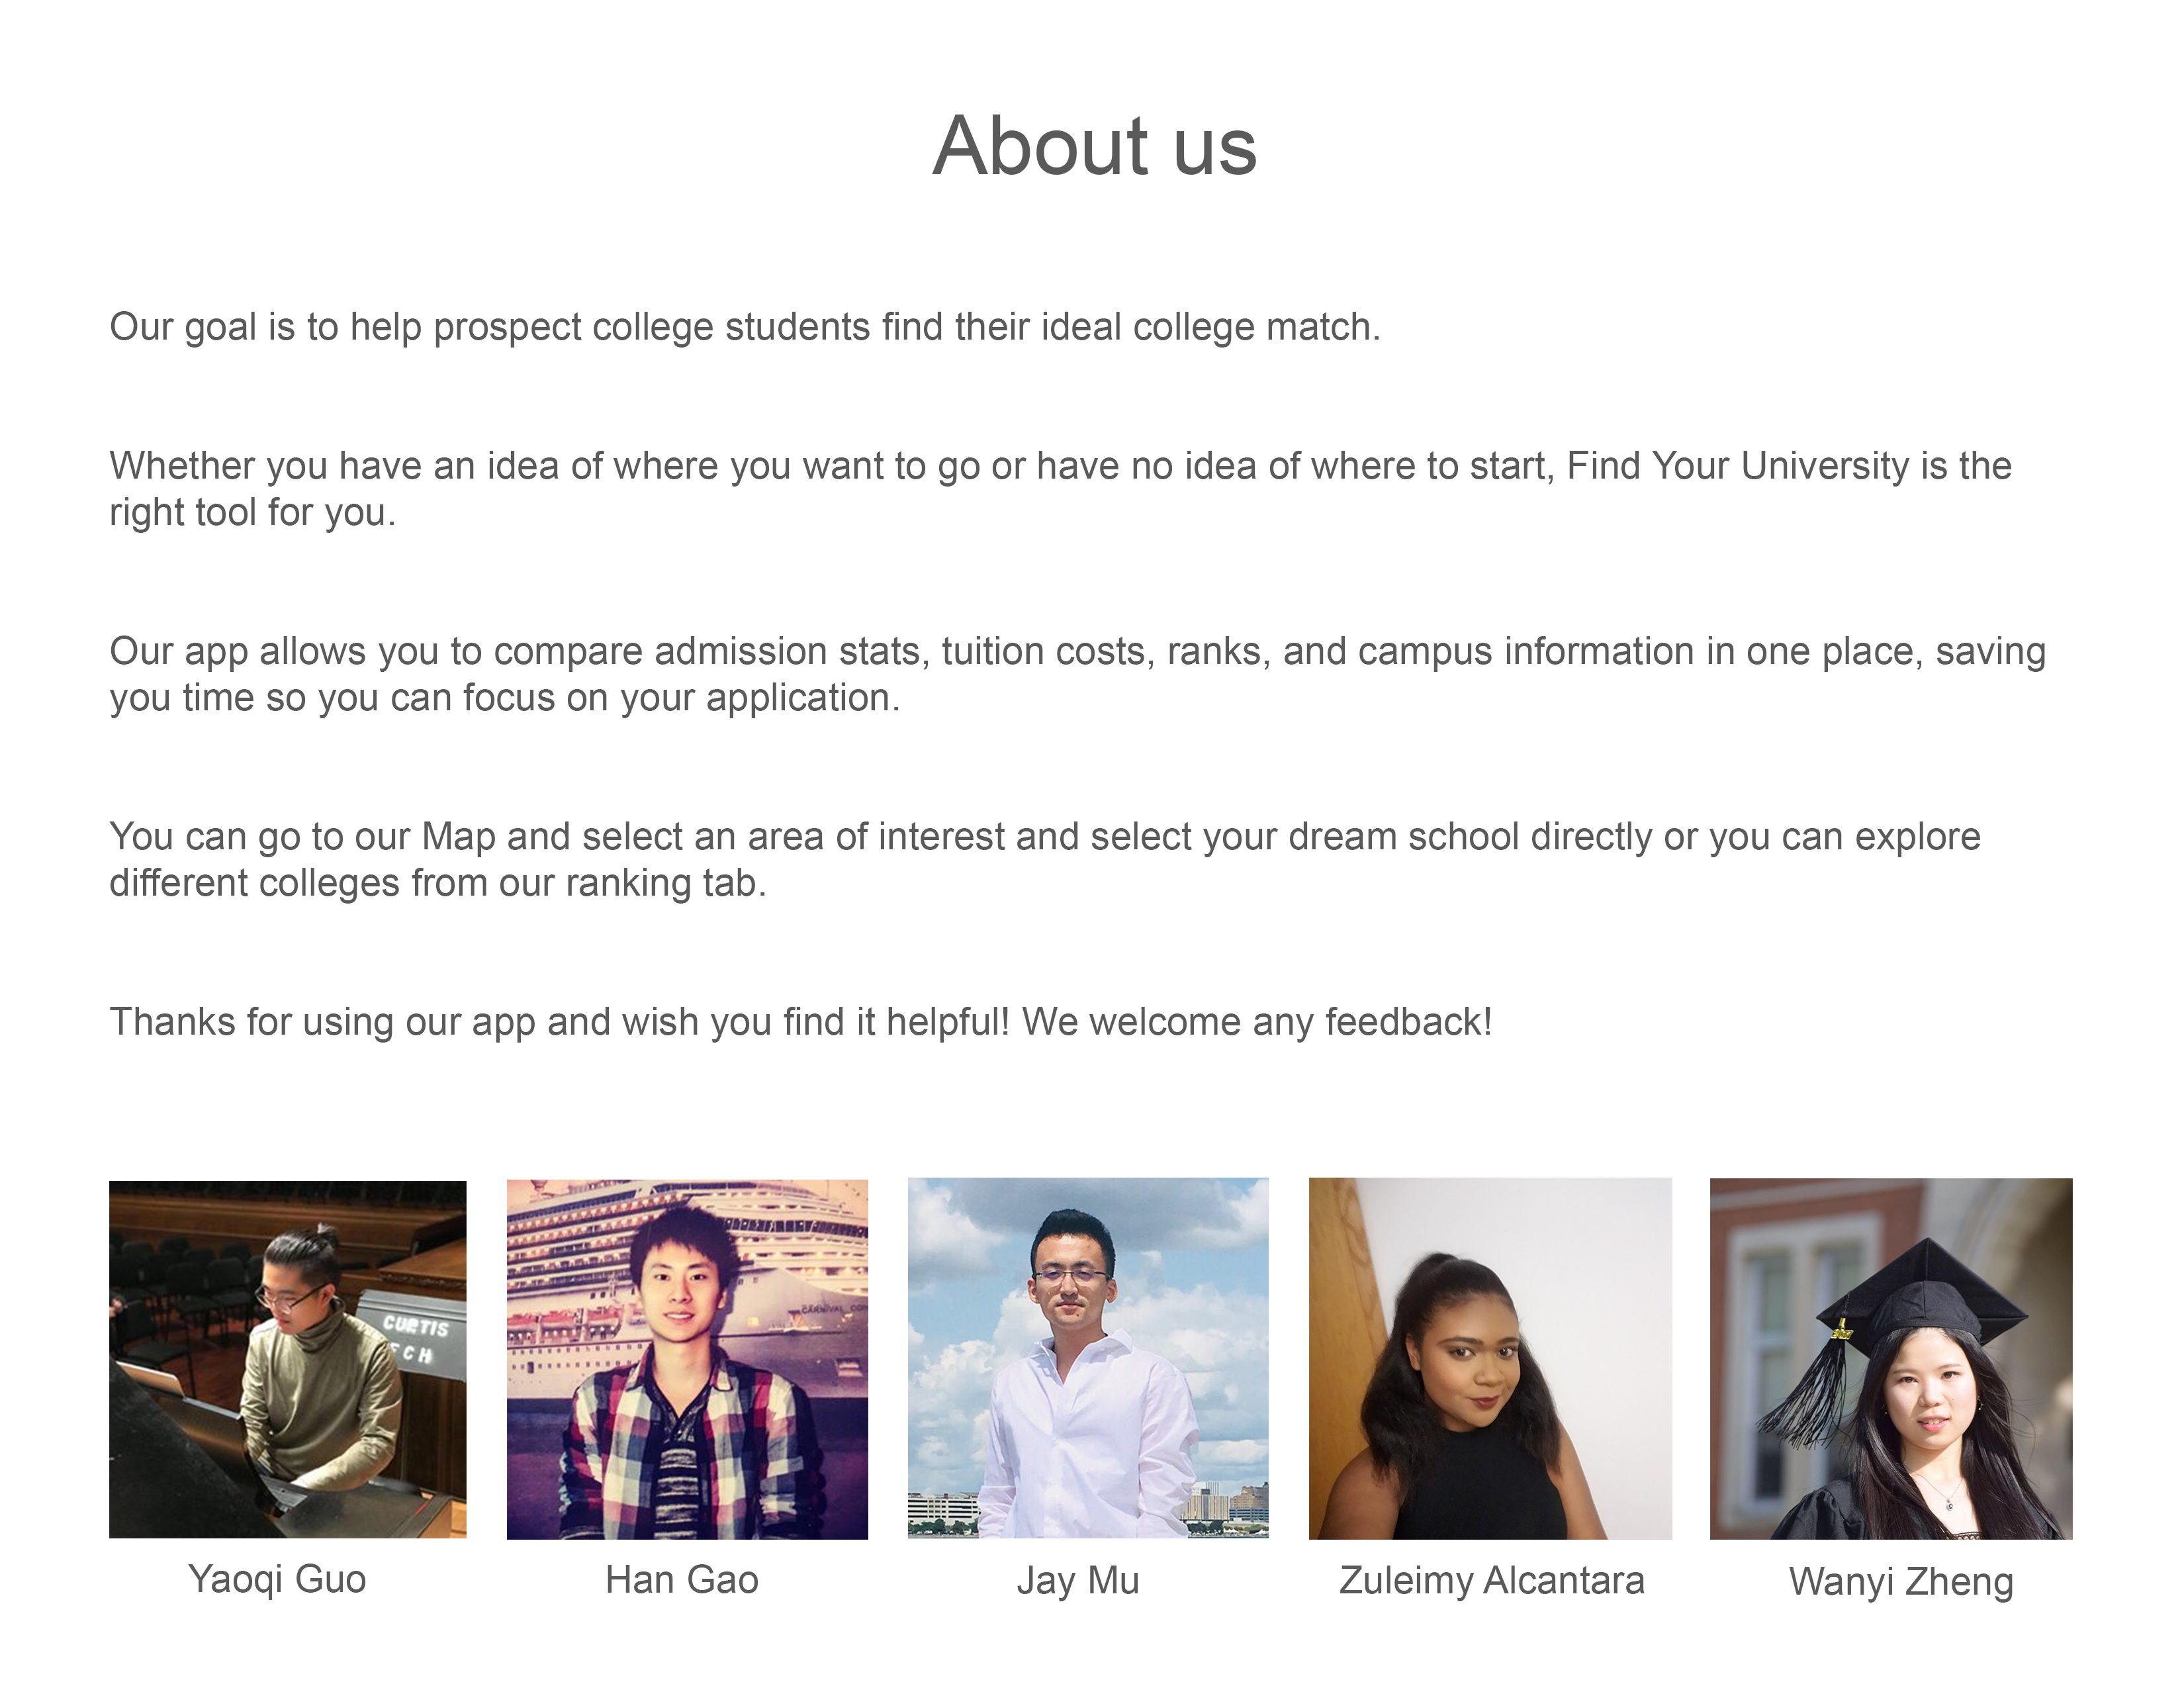 About us
Our goal is to help prospect college students find their ideal college match.
Whether you have an idea of where you want to go or have no idea of where to start, Find Your University is the
right tool for you.
Our app allows you to compare admission stats, tuition costs, ranks, and campus information in one place, saving
you time so you can focus on your application.
You can go to our Map and select an area of interest and select your dream school directly or you can explore
different colleges from our ranking tab.
Thanks for using our app and wish you find it helpful! We welcome any feedback!
CURTIS
CARNIVAL
Yaoqi Guo
Han Gao
Jay Mu
Zuleimy Alcantara
Wanyi Zheng